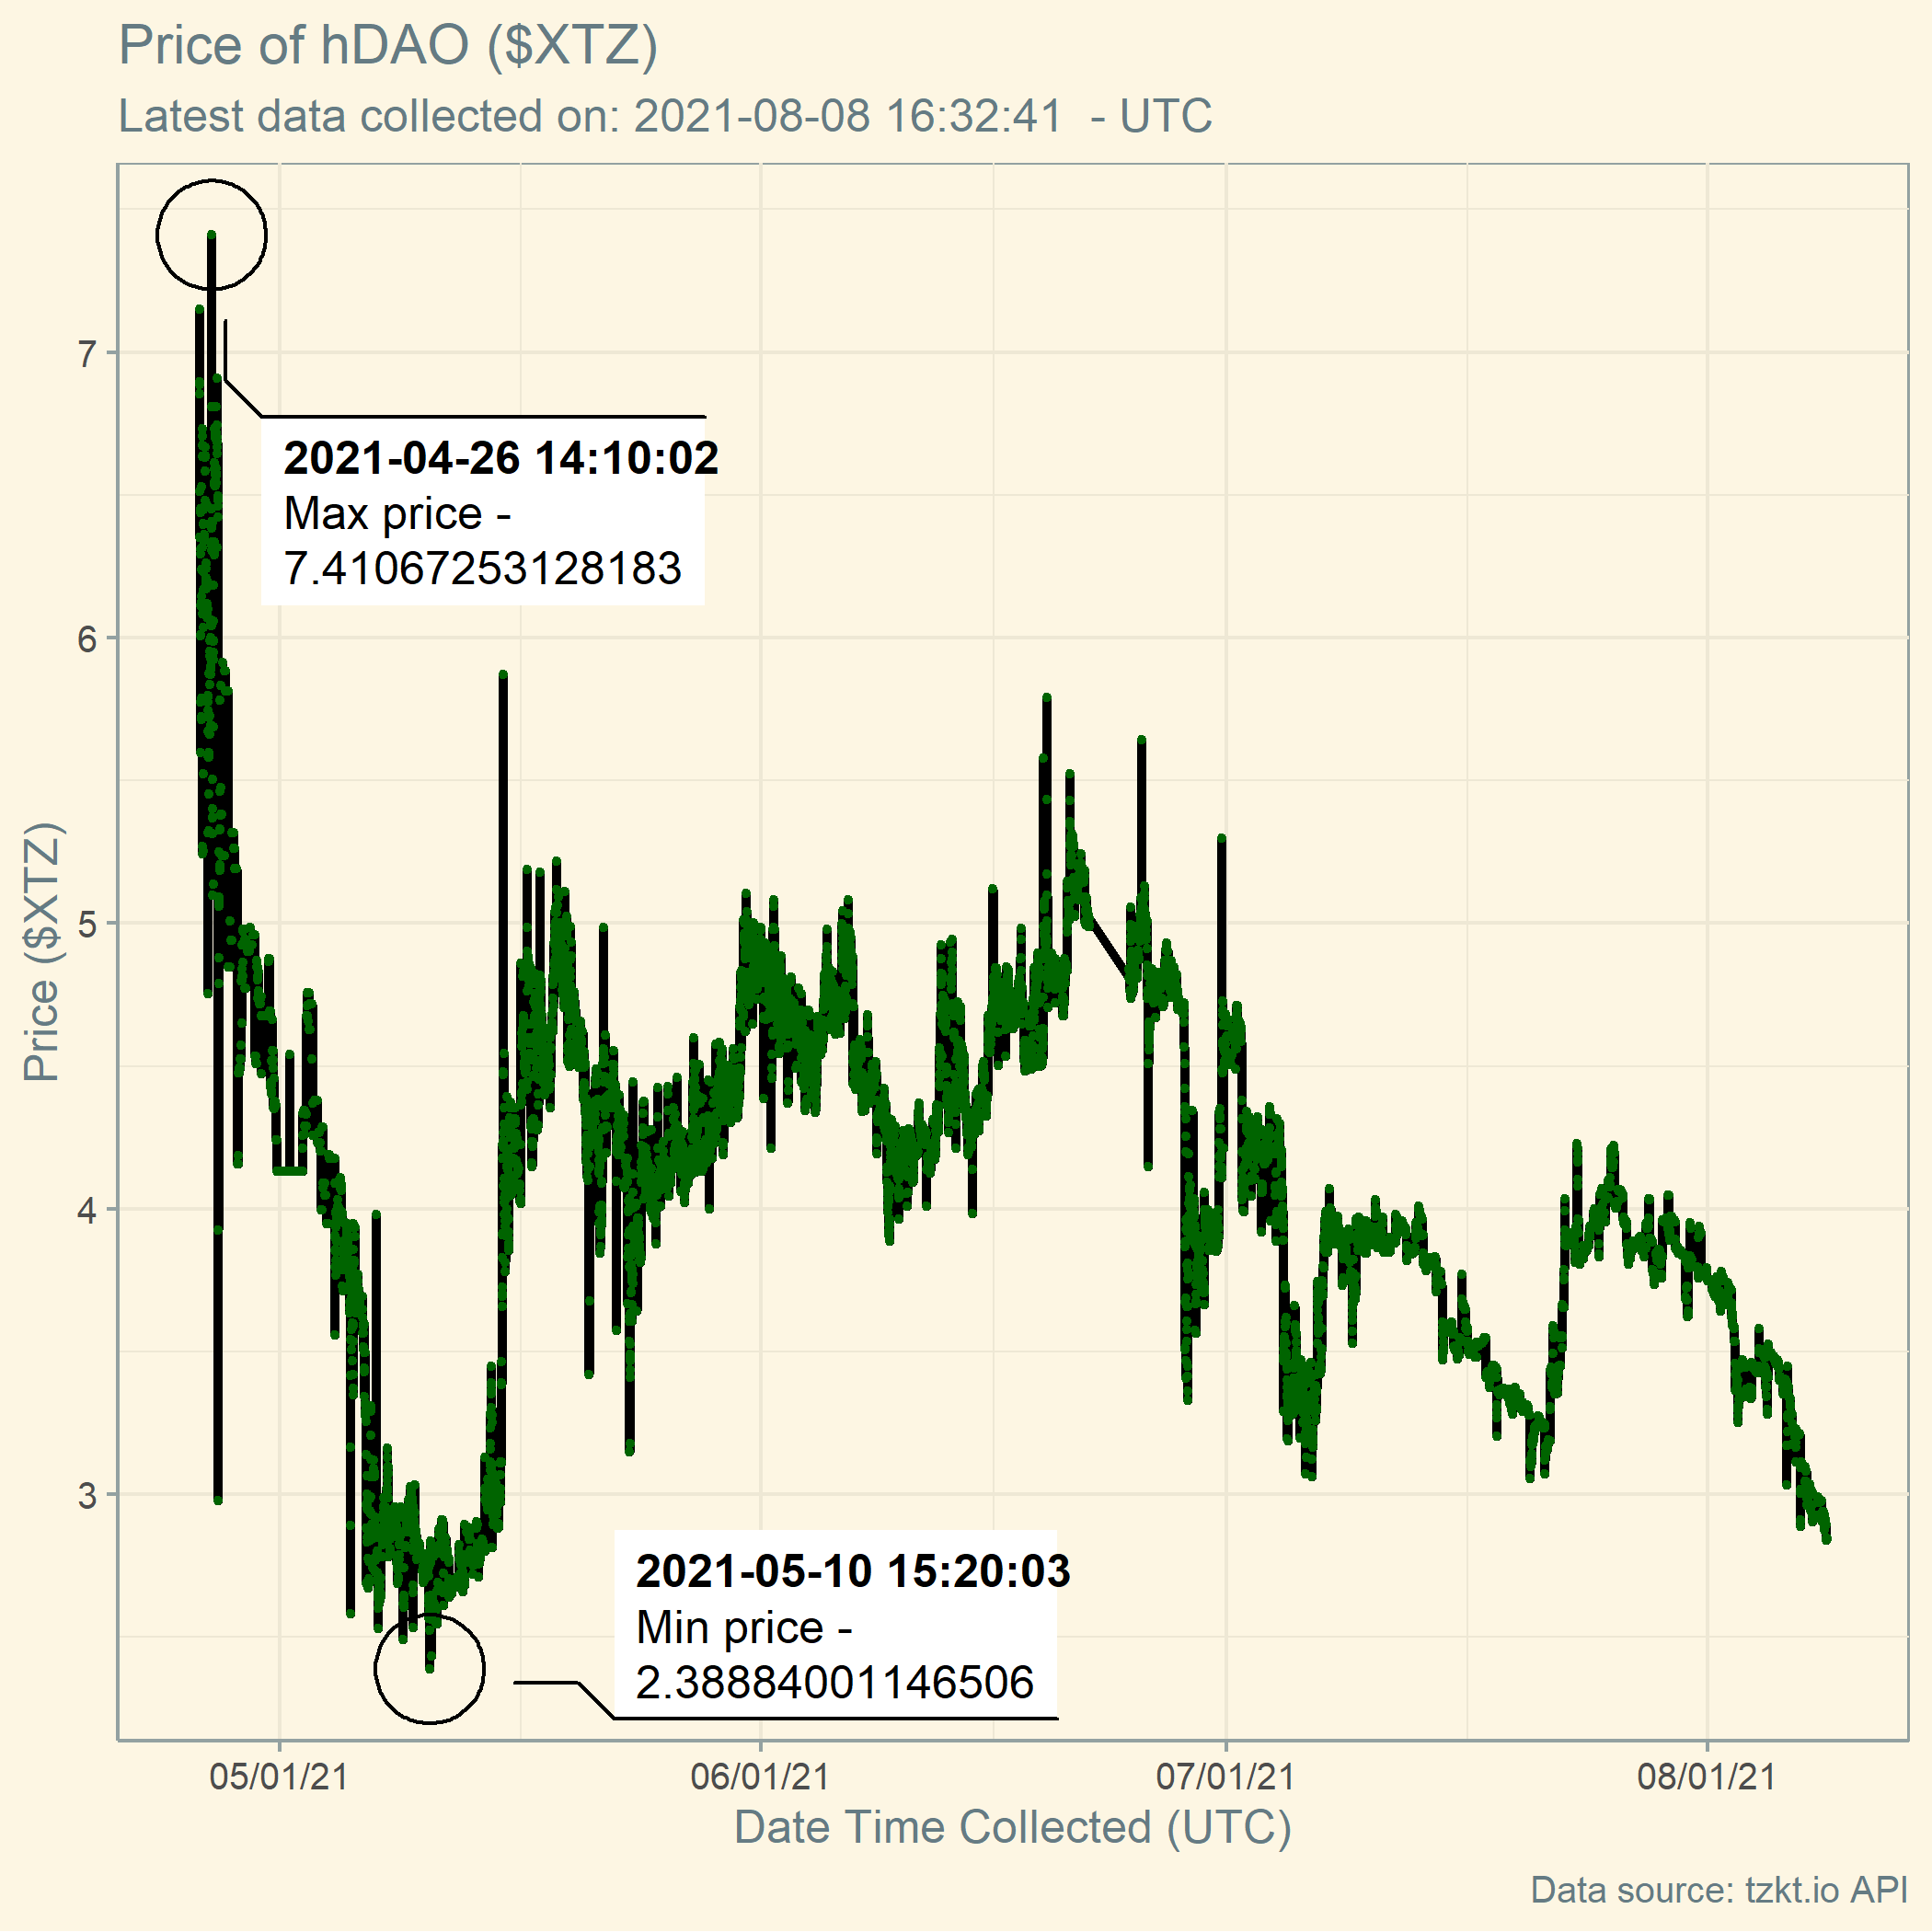 Price of hDAO ($XTZ)
Latest data collected on: 2021-08-08 16:32:41  - UTC
2021-04-26 14:10:02
Max price -
7.41067253128183
2021-05-10 15:20:03
Min price -
2.38884001146506
Price ($XTZ)
7
6
5
4
3
05/01/21
06/01/21
07/01/21
08/01/21
Date Time Collected (UTC)
Data source: tzkt.io API